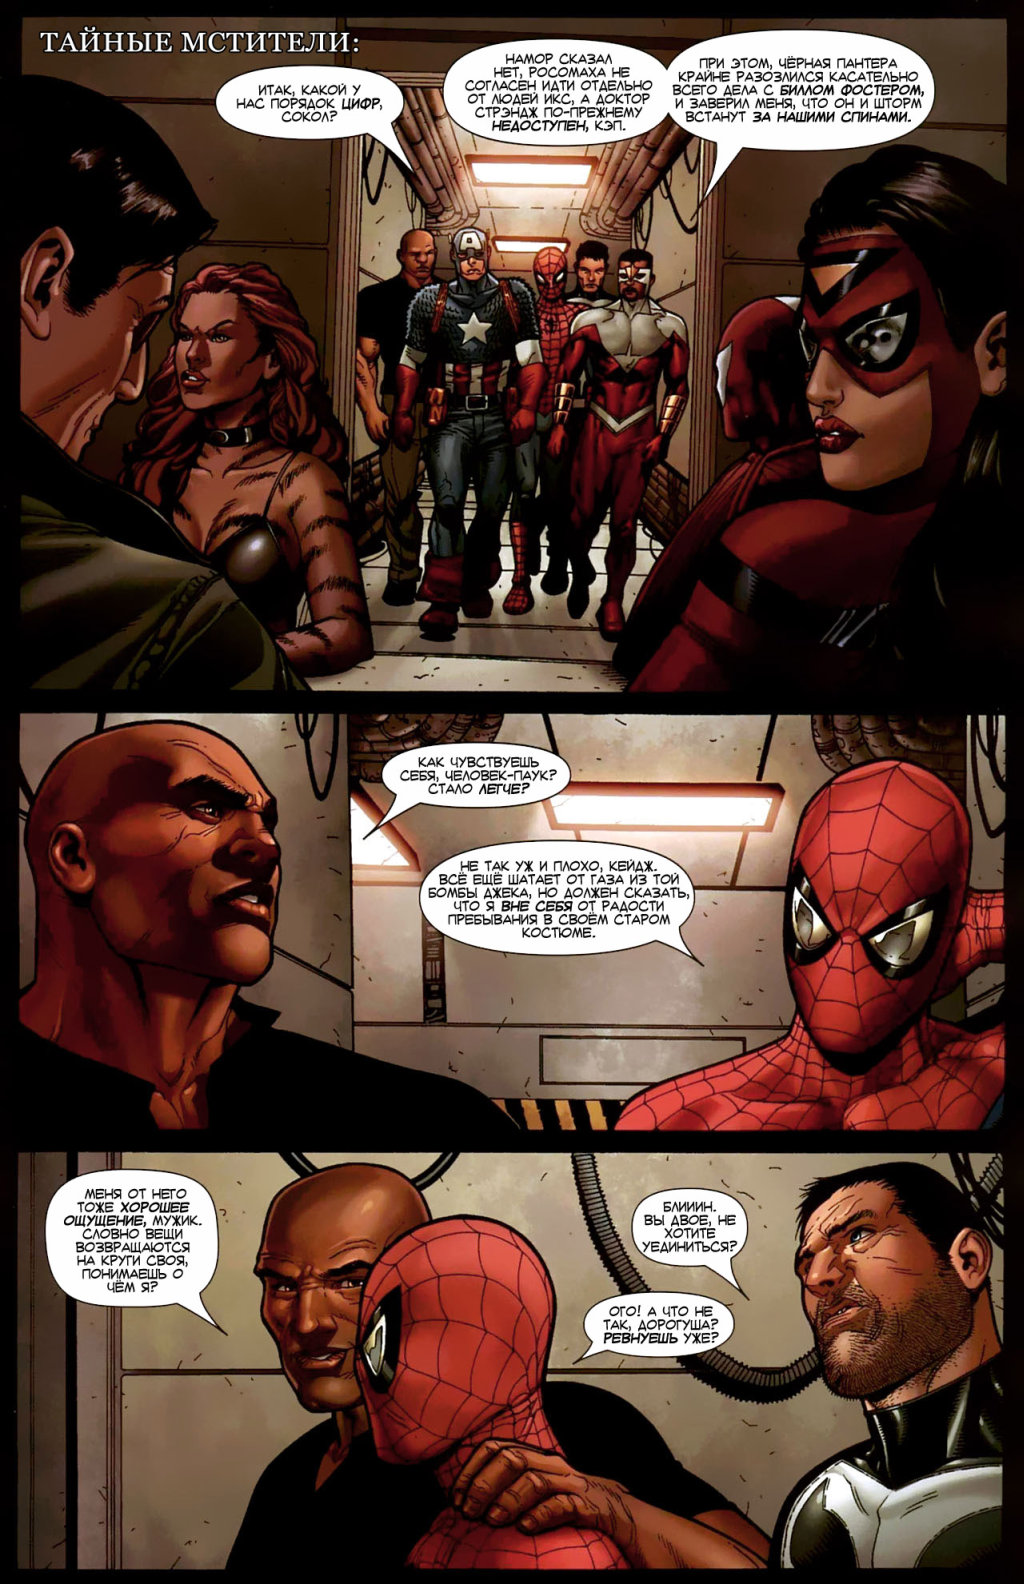 ТАЙНЫЕ МСТИТЕЛИ:
ИТАК, КАКОЙ У
НАС ПОРЯДОК ЦИФР,
СОКОЛ?
НАМОР СКАЗАЛ
НЕТ, РОСОМАХА НЕ
СОГЛАСЕН ИДТИ ОТДЕЛЬНО
ОТ ЛЮДЕЙ ИКС, А ДОКТОР
СТРЭНДЖ ПО-ПРЕЖНЕМУ
НЕДОСТУПЕН, КЭП.
ПРИ ЭТОМ, ЧЁРНАЯ ПАНТЕРА
КРАЙНЕ РАЗОЗЛИЛСЯ КАСАТЕЛЬНО
ВСЕГО ДЕЛА С БИЛЛОМ ФОСТЕРОМ,
И ЗАВЕРИЛ МЕНЯ, ЧТО ОН И ШТОРМ
ВСТАНУТ ЗА НАШИМИ СПИНАМИ.
КАК ЧУВСТВУЕШЬ
СЕБЯ, ЧЕЛОВЕК-ПАУК?
СТАЛО ЛЕГЧЕ?
НЕ ТАК УЖ И ПЛОХО, КЕЙДЖ.
ВСЁ ЕЩЁ ШАТАЕТ ОТ ГАЗА ИЗ ТОЙ
БОМБЫ ДЖЕКА, НО ДОЛЖЕН СКАЗАТЬ,
ЧТО Я ВНЕ СЕБЯ ОТ РАДОСТИ
ПРЕБЫВАНИЯ В СВОЁМ СТАРОМ
КОСТЮМЕ.
МЕНЯ ОТ НЕГО
ТОЖЕ ХОРОШЕЕ
ОЩУЩЕНИЕ, МУЖИК.
СЛОВНО ВЕЩИ
ВОЗВРАЩАЮТСЯ
НА КРУГИ СВОЯ,
ПОНИМАЕШЬ О
ЧЁМ Я?
БЛИИИН.
ВЫ ДВОЕ, НЕ
ХОТИТЕ
УЕДИНИТЬСЯ?
ОГО! А ЧТО НЕ
ТАК, ДОРОГУША?
РЕВНУЕШЬ УЖЕ?